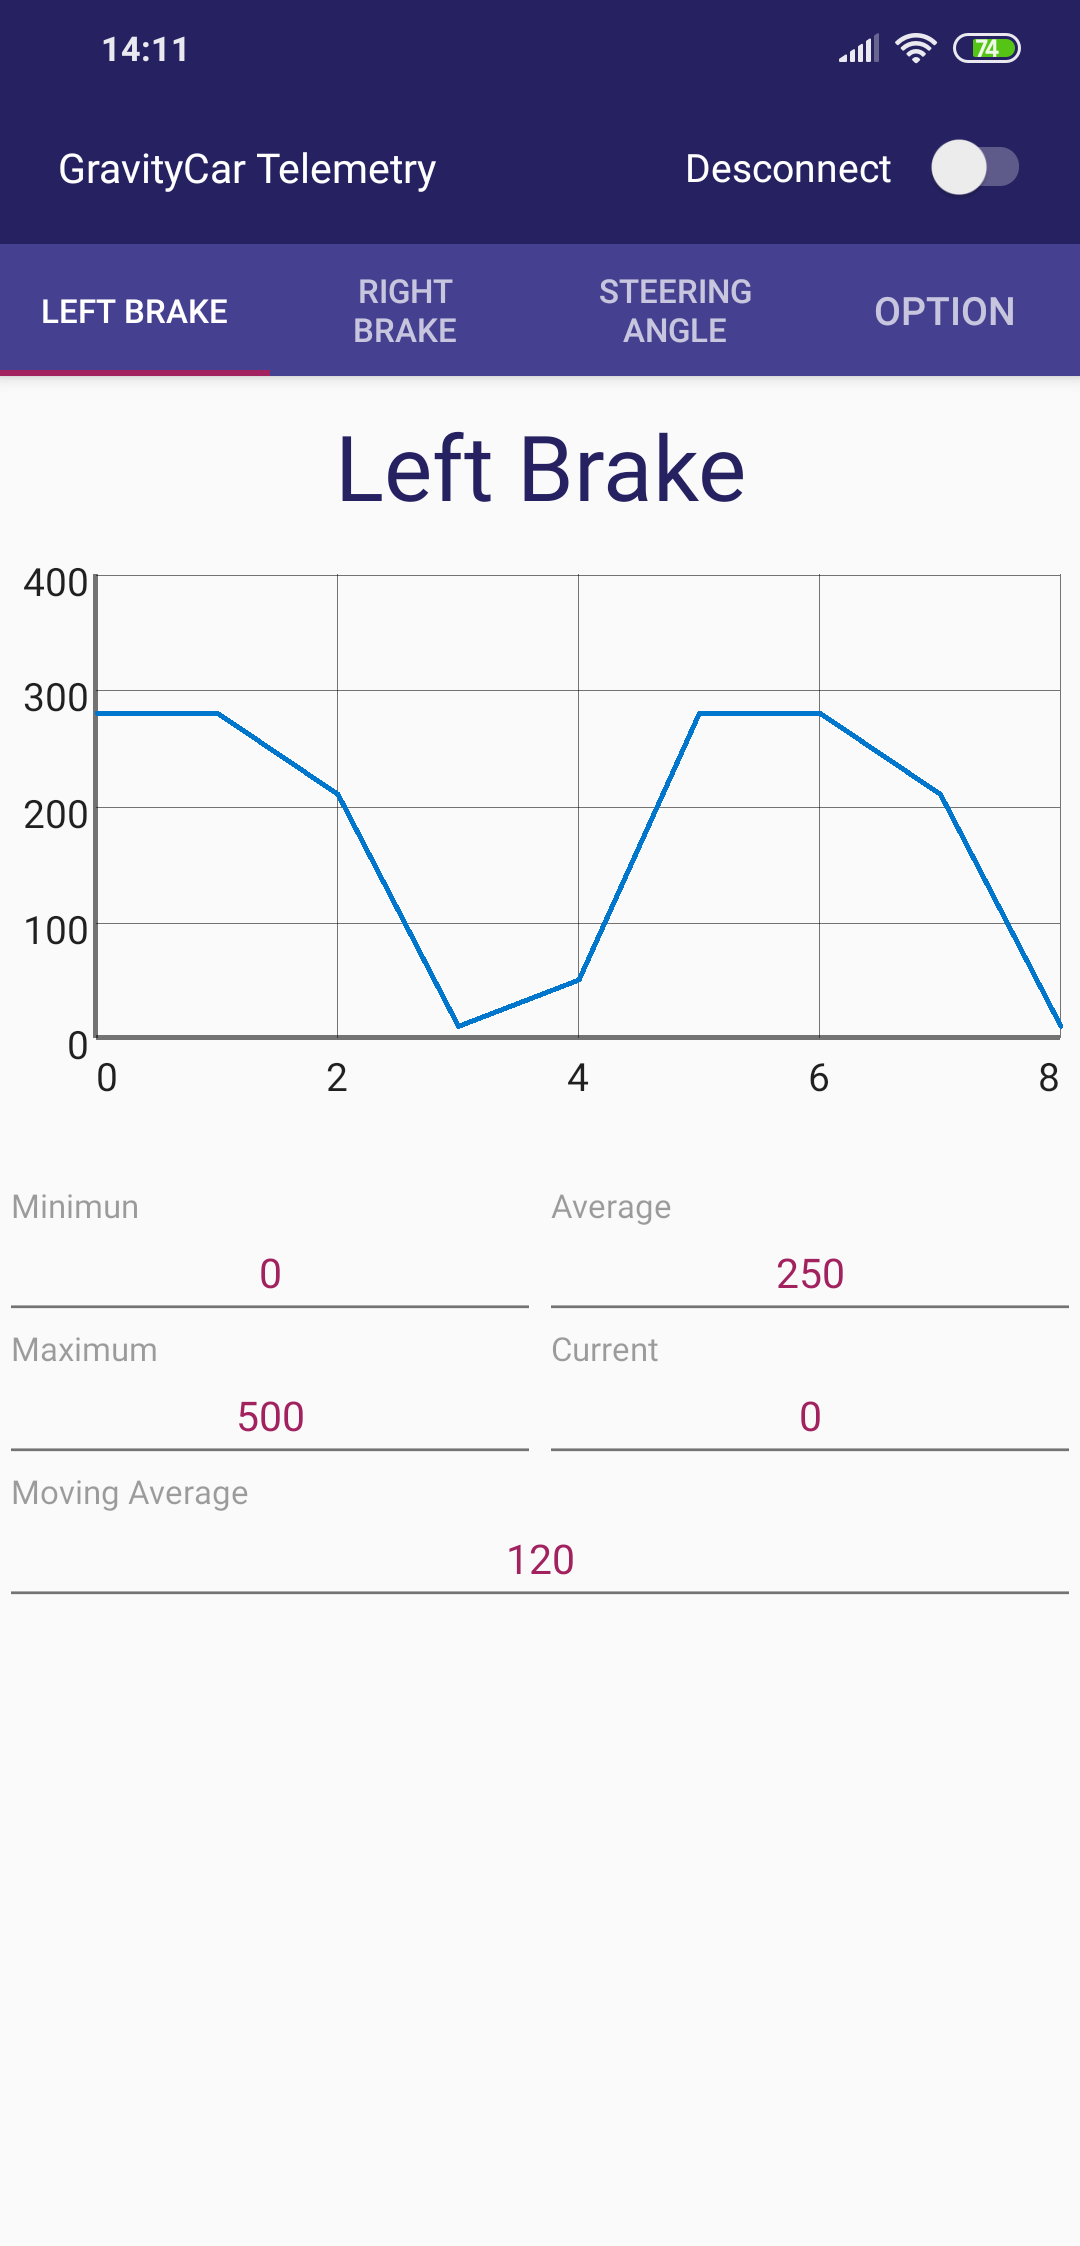 14:11
74
GravityCar Telemetry
Desconnect
LEFT BRAKE
RIGHT
BRAKE
STEERING
ANGLE
OPTION
Left Brake
400
300
200
100
0
0 2 4 6 8
Minimun
Average
0
250
Maximum
Current
500
0
Moving Average
120